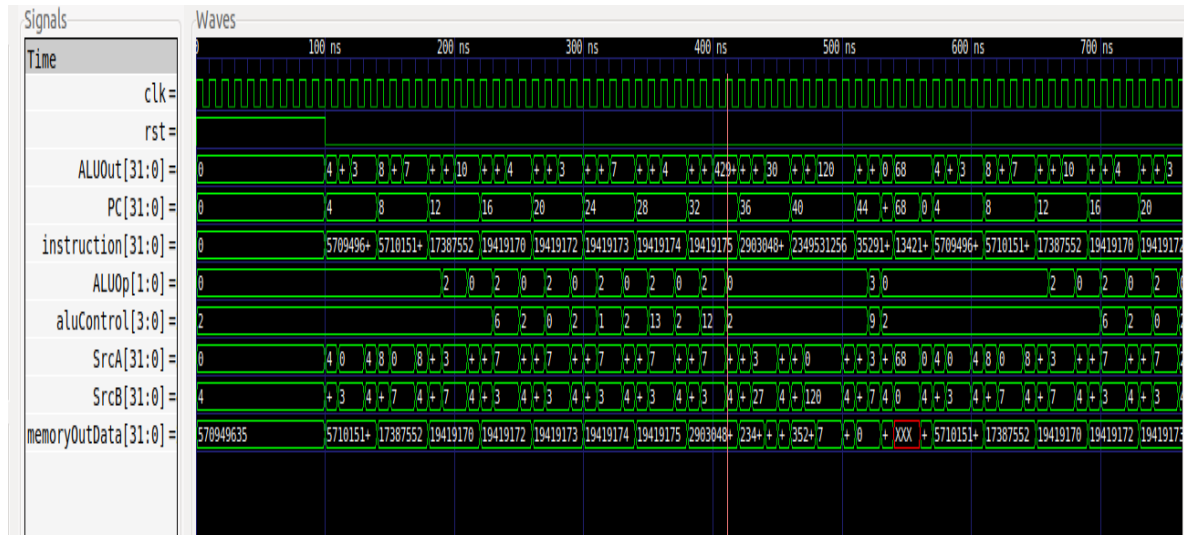 Signals Waves
Time 0 100 ns 200 ns 300 ns 400 ns 500 ns 600 ns 700 ns
clk =
rst =
ALUOut[31:0] = 0 4 + 3 8 + 7 + + 10 + + 4 + + 3 + + 7 + + 4 + + 429+ + + 30 + + 120 + + 0 68 4 + 3 8 + 7 + + 10 + + 4 + + 3
PC[31:0] = 0 4 8 12 16 20 24 28 32 36 40 44 + 68 0 4 8 12 16 20
instruction[31:0] = 0 5709496+ 5710151+ 17387552 19419170 19419172 19419173 19419174 19419175 2903048+ 2349531256 35291+ 13421+ 5709496+ 5710151+ 17387552 19419170 19419172
ALUOp[1:0] = 0 2 0 2 0 2 0 2 0 2 0 2 0 3 0 2 0 2 0 2
aluControl[3:0] = 2 6 2 0 2 1 2 13 2 12 2 9 2 6 2 0
SrcA[31:0] = 0 4 0 4 8 0 8 + 3 + + 7 + + 7 + + 7 + + 7 + + 7 + + 3 + + 0 + + 3 + 68 0 4 0 4 8 0 8 + 3 + + 7 + + 7
SrcB[31:0] = 4 + 3 4 + 7 4 + 7 4 + 3 4 + 3 4 + 3 4 + 3 4 + 3 4 + 27 4 + 120 4 + 7 4 0 4 + 3 4 + 7 4 + 7 4 + 3 4 + 3
memoryOutData[31:0] = 570949635 5710151+ 17387552 19419170 19419172 19419173 19419174 19419175 2903048+ 234+ + + 352+ 7 + 0 + XXX + 5710151+ 17387552 19419170 19419172 19419173